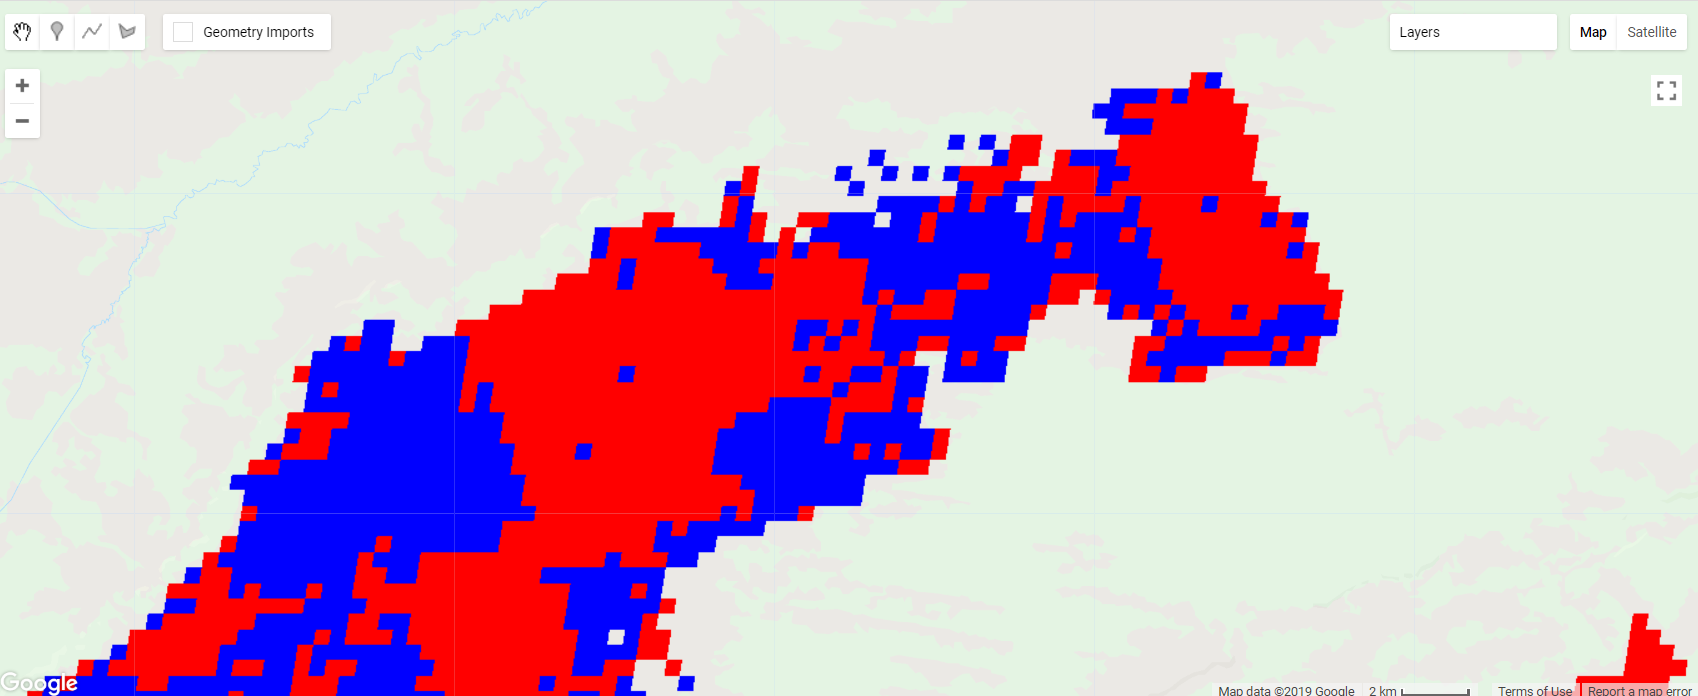 Geometry Imports
Layers
Map
Satellite
Google
Map data ©2019 Google
2 km
Terms of Use
Report a map error